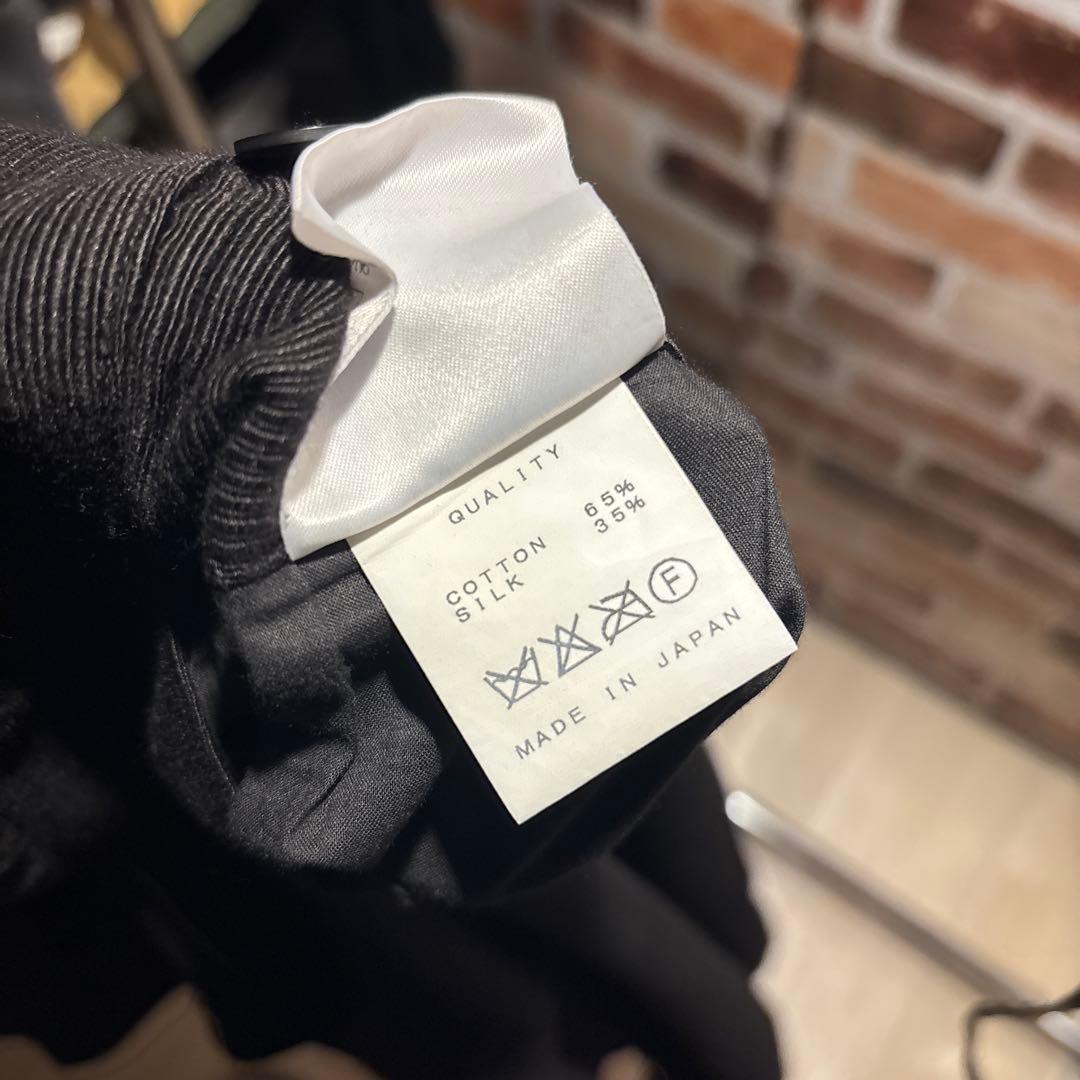 QUALITY
COTTON 65%
SILK 35%
F
MADE IN JAPAN